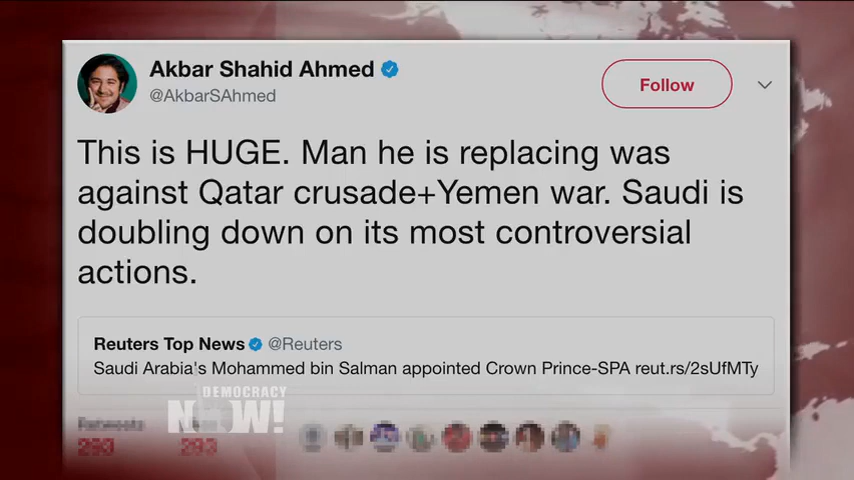 Akbar Shahid Ahmed
@AkbarSAhmed
Follow
This is HUGE. Man he is replacing was
against Qatar crusade+Yemen war. Saudi is
doubling down on its most controversial
actions.
Reuters Top News @Reuters
Saudi Arabia's Mohammed bin Salman appointed Crown Prince-SPA reut.rs/2sUfMTy
DEMOCRACY
NOW!